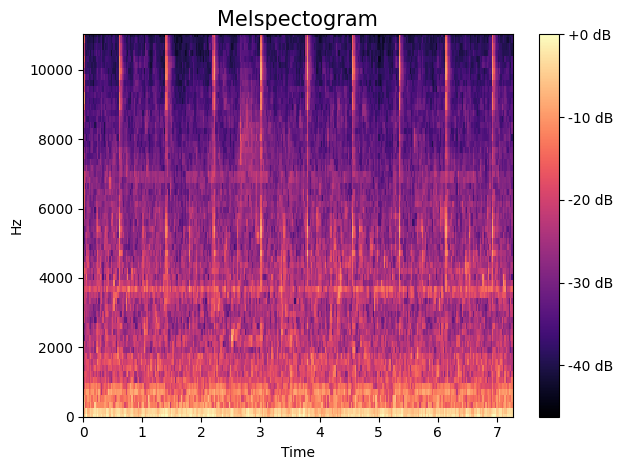 Melspectogram
+0 dB
10000
-10 dB
8000
-20 dB
6000
Hz
-30 dB
4000
2000
-40 dB
0
0 1 2 3 4 5 6 7
Time